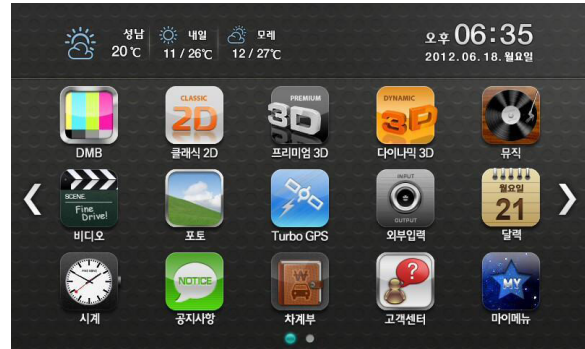 성남 내일 모레
20℃ 11 / 26℃ 12 / 27℃
오후 06:35
2012. 06. 18. 월요일
CLASSIC 2D
PREMIUM 3D
DYNAMIC 3D
DMB 클래식 2D 프리미엄 3D 다이나믹 3D 뮤직
SCENE
Fine
Drive!
INPUT
OUTPUT
월요일
21
비디오 포토 Turbo GPS 외부입력 달력
NOTICE
W
?
MY
시계 공지사항 차계부 고객센터 마이메뉴